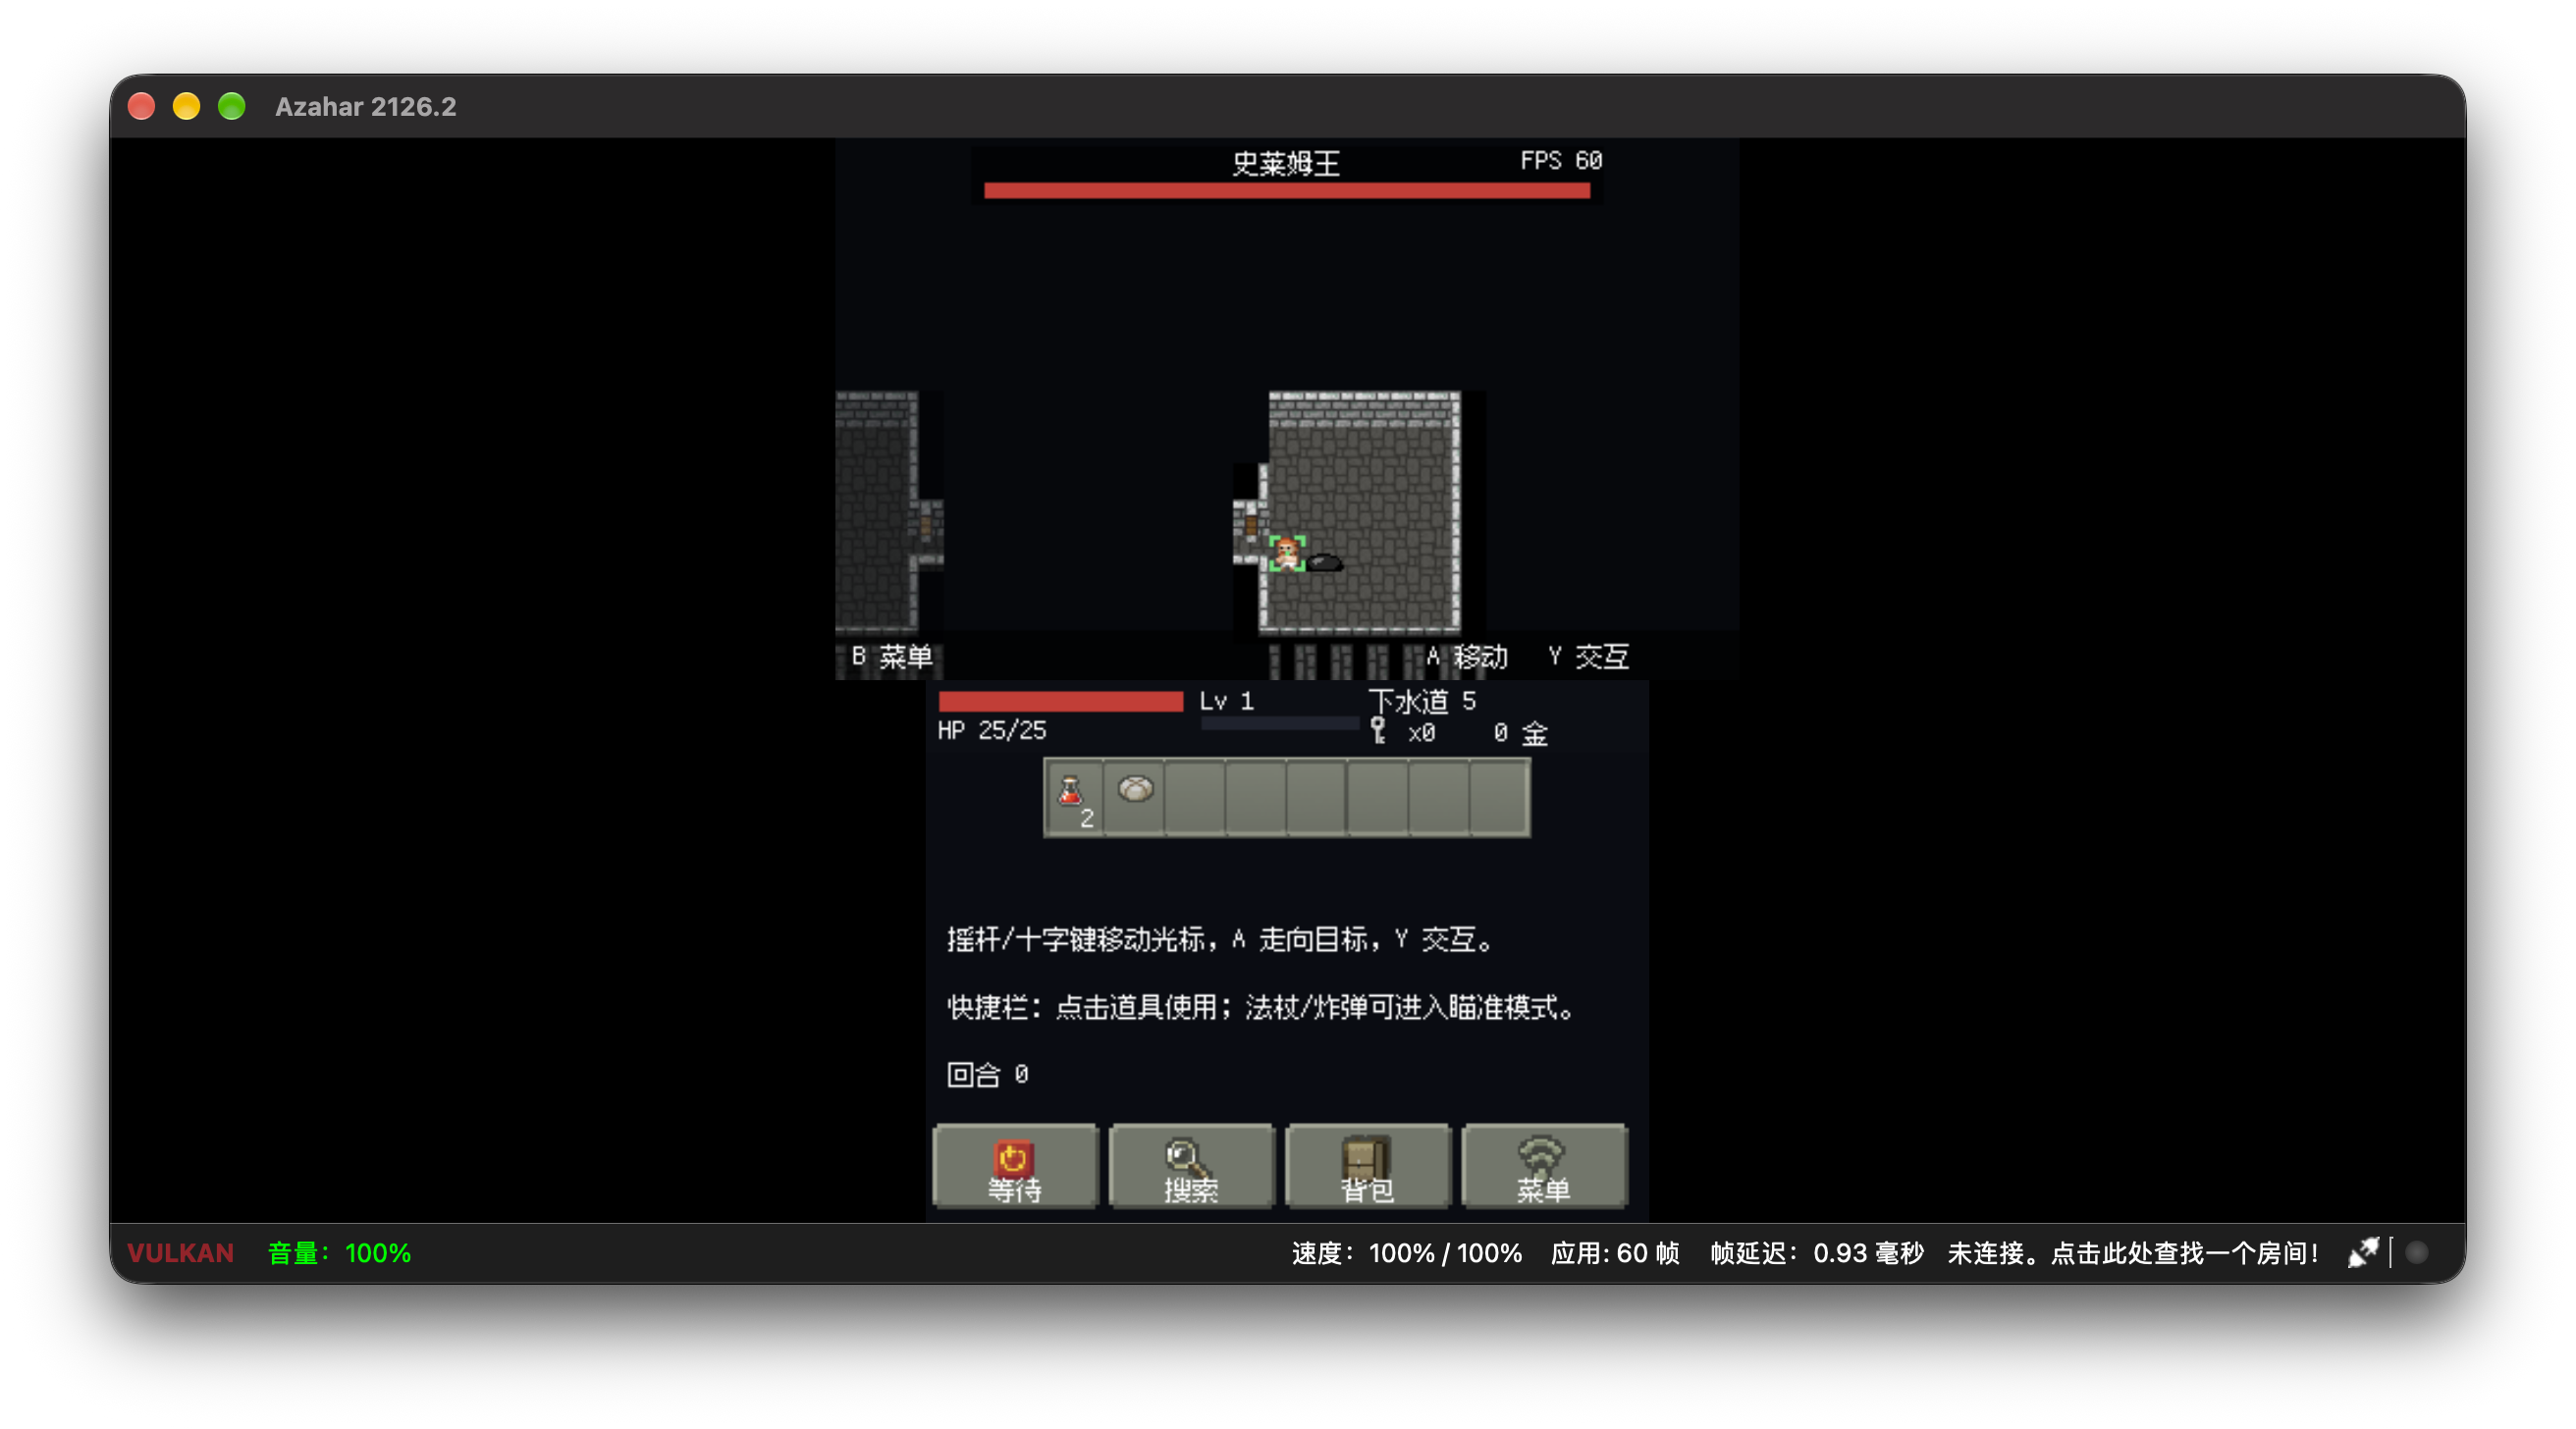 Azahar 2126.2
史莱姆王 FPS 60
B 菜单 A 移动 Y 交互
Lv 1 下水道 5
HP 25/25 x0 0 金
2
摇杆/十字键移动光标，A 走向目标，Y 交互。
快捷栏：点击道具使用；法杖/炸弹可进入瞄准模式。
回合 0
等待 搜索 背包 菜单
VULKAN 音量：100% 速度：100% / 100% 应用: 60 帧 帧延迟：0.93 毫秒 未连接。点击此处查找一个房间！